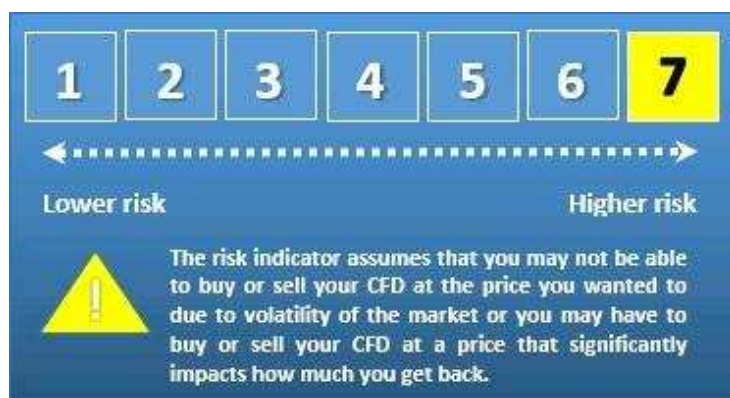 1 2 3 4 5 6 7
Lower risk Higher risk
The risk indicator assumes that you may not be able
to buy or sell your CFD at the price you wanted to
due to volatility of the market or you may have to
buy or sell your CFD at a price that significantly
impacts how much you get back.